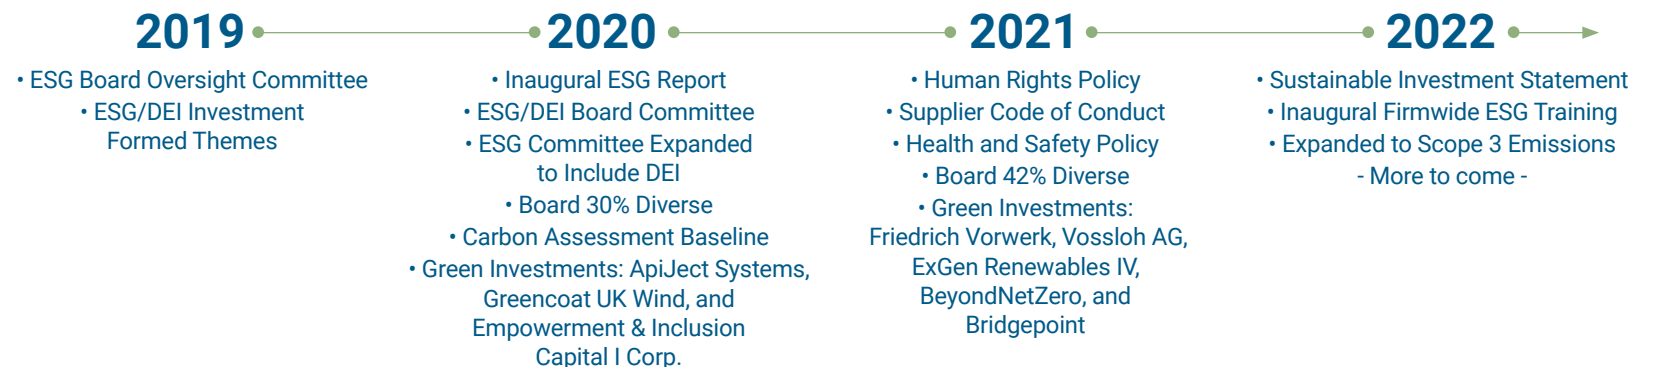 2019
• ESG Board Oversight Committee
• ESG/DEI Investment
Formed Themes
2020
• Inaugural ESG Report
• ESG/DEI Board Committee
• ESG Committee Expanded
to Include DEI
• Board 30% Diverse
• Carbon Assessment Baseline
• Green Investments: ApiJect Systems,
Greencoat UK Wind, and
Empowerment & Inclusion
Capital I Corp.
2021
• Human Rights Policy
• Supplier Code of Conduct
• Health and Safety Policy
• Board 42% Diverse
• Green Investments:
Friedrich Vorwerk, Vossloh AG,
ExGen Renewables IV,
BeyondNetZero, and
Bridgepoint
2022
• Sustainable Investment Statement
• Inaugural Firmwide ESG Training
• Expanded to Scope 3 Emissions
- More to come -